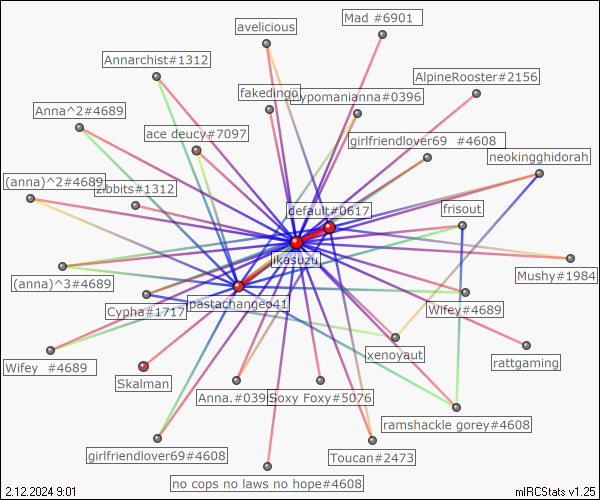 Mad #6901
avelicious
Annarchist#1312
AlpineRooster#2156
fakedingo
hypomanianna#0396
Anna^2#4689
ace deucy#7097
girlfriendlover69 #4608
neokingghidorah
(anna)^2#4689
zibbits#1312
default#0617
frisout
ikasuzu
Mushy#1984
(anna)^3#4689
pastachangeo41
Cypha#1717
Wifey#4689
xenoyaut
rattgaming
Wifey #4689
Skalman
Anna.#0396
Soxy Foxy#5076
ramshackle gorey#4608
girlfriendlover69#4608
Toucan#2473
no cops no laws no hope#4608
2.12.2024 9:01
mIRCStats v1.25